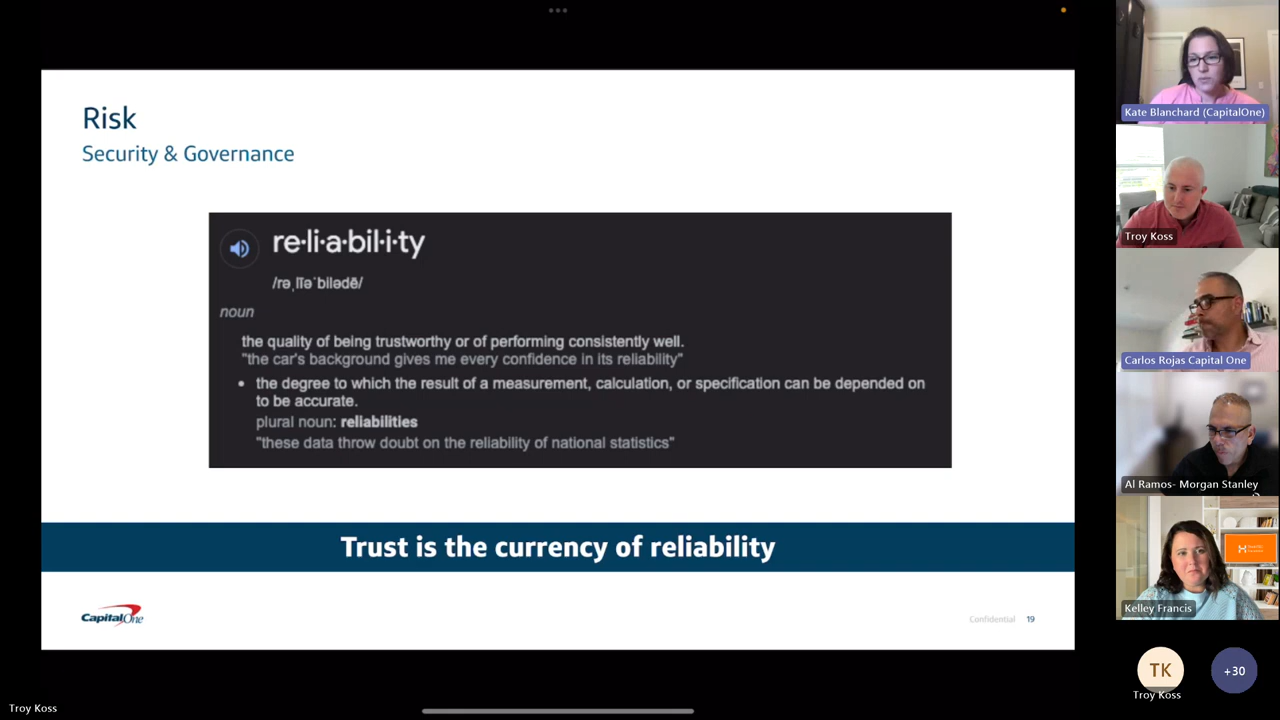 Risk
Security & Governance
re·li·a·bil·i·ty
/rəˌlīəˈbilədē/
noun
the quality of being trustworthy or of performing consistently well.
"the car's background gives me every confidence in its reliability"
• the degree to which the result of a measurement, calculation, or specification can be depended on
to be accurate.
plural noun: reliabilities
"these data throw doubt on the reliability of national statistics"
Trust is the currency of reliability
CapitalOne
Confidential 19
Troy Koss
Kate Blanchard (CapitalOne)
Troy Koss
Carlos Rojas Capital One
Al Ramos- Morgan Stanley
Kelley Francis
TK
+30
Troy Koss